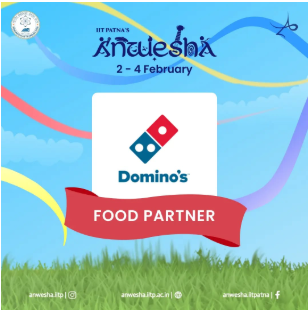 IIT PATNA'S
anwesha
2 - 4 February
Domino's
FOOD PARTNER
anwesha.iitp |
anwesha.iitp.ac.in |
anwesha.iitpatna |